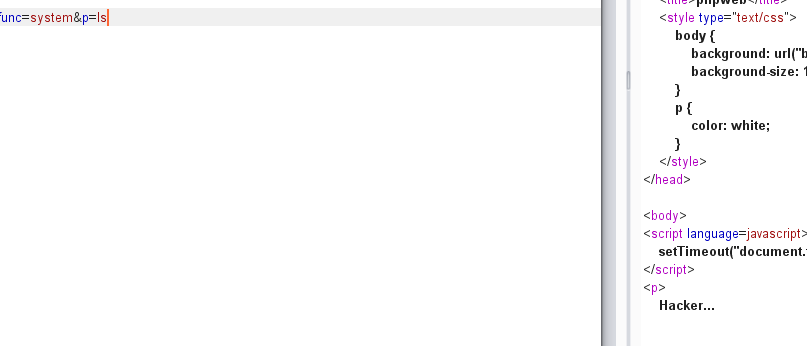 func=system&p=ls
<title>phpweb</title>
<style type="text/css">
body {
background: url("b
background-size: 1
}
p {
color: white;
}
</style>
</head>
<body>
<script language=javascript>
setTimeout("document.
</script>
<p>
Hacker...